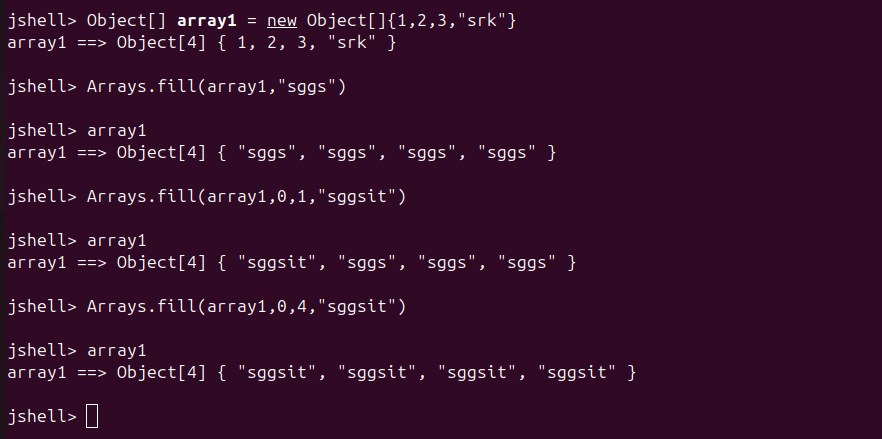 jshell> Object[] array1 = new Object[]{1,2,3,"srk"}
array1 ==> Object[4] { 1, 2, 3, "srk" }
jshell> Arrays.fill(array1,"sggs")
jshell> array1
array1 ==> Object[4] { "sggs", "sggs", "sggs", "sggs" }
jshell> Arrays.fill(array1,0,1,"sggsit")
jshell> array1
array1 ==> Object[4] { "sggsit", "sggs", "sggs", "sggs" }
jshell> Arrays.fill(array1,0,4,"sggsit")
jshell> array1
array1 ==> Object[4] { "sggsit", "sggsit", "sggsit", "sggsit" }
jshell>